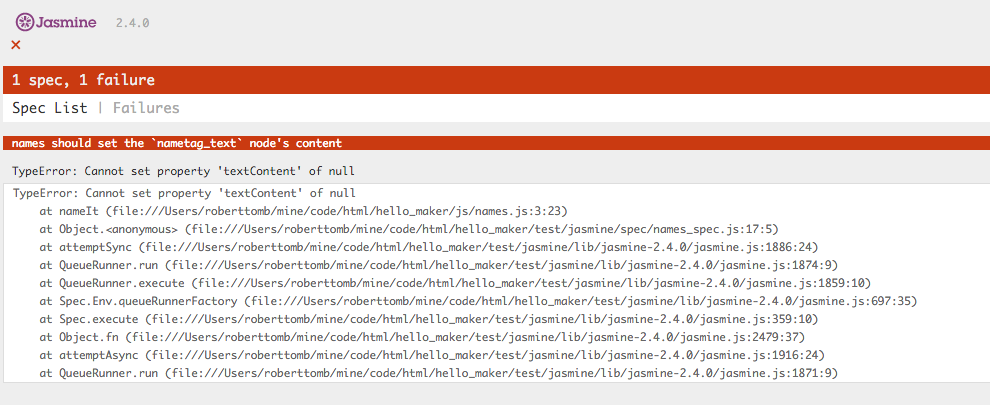 Jasmine 2.4.0
×
1 spec, 1 failure
Spec List | Failures
names should set the `nametag_text` node's content
TypeError: Cannot set property 'textContent' of null
TypeError: Cannot set property 'textContent' of null
at nameIt (file:///Users/roberttomb/mine/code/html/hello_maker/js/names.js:3:23)
at Object.<anonymous> (file:///Users/roberttomb/mine/code/html/hello_maker/test/jasmine/spec/names_spec.js:17:5)
at attemptSync (file:///Users/roberttomb/mine/code/html/hello_maker/test/jasmine/lib/jasmine-2.4.0/jasmine.js:1886:24)
at QueueRunner.run (file:///Users/roberttomb/mine/code/html/hello_maker/test/jasmine/lib/jasmine-2.4.0/jasmine.js:1874:9)
at QueueRunner.execute (file:///Users/roberttomb/mine/code/html/hello_maker/test/jasmine/lib/jasmine-2.4.0/jasmine.js:1859:10)
at Spec.Env.queueRunnerFactory (file:///Users/roberttomb/mine/code/html/hello_maker/test/jasmine/lib/jasmine-2.4.0/jasmine.js:697:35)
at Spec.execute (file:///Users/roberttomb/mine/code/html/hello_maker/test/jasmine/lib/jasmine-2.4.0/jasmine.js:359:10)
at Object.fn (file:///Users/roberttomb/mine/code/html/hello_maker/test/jasmine/lib/jasmine-2.4.0/jasmine.js:2479:37)
at attemptAsync (file:///Users/roberttomb/mine/code/html/hello_maker/test/jasmine/lib/jasmine-2.4.0/jasmine.js:1916:24)
at QueueRunner.run (file:///Users/roberttomb/mine/code/html/hello_maker/test/jasmine/lib/jasmine-2.4.0/jasmine.js:1871:9)